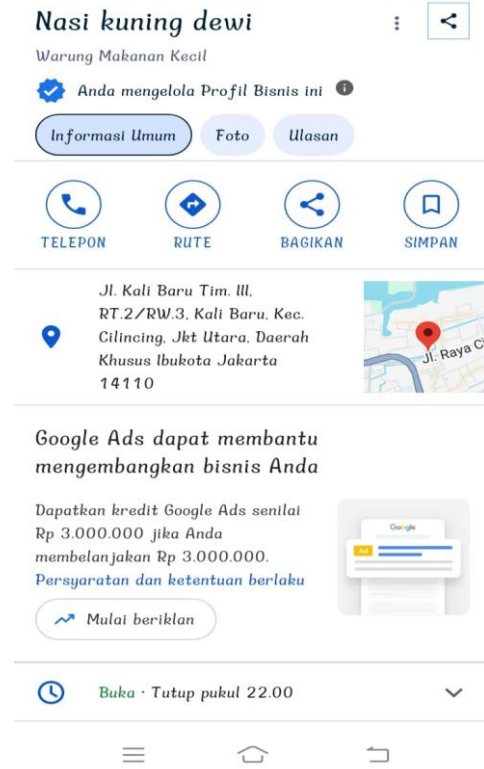 Nasi kuning dewi
Warung Makanan Kecil
Anda mengelola Profil Bisnis ini
Informasi Umum
Foto
Ulasan
TELEPON
RUTE
BAGIKAN
SIMPAN
Jl. Kali Baru Tim. III,
RT.2/RW.3, Kali Baru, Kec.
Cilincing, Jkt Utara, Daerah
Khusus Ibukota Jakarta
14110
Jl. Raya Ci
Google Ads dapat membantu
mengembangkan bisnis Anda
Dapatkan kredit Google Ads senilai
Rp 3.000.000 jika Anda
membelanjakan Rp 3.000.000.
Persyaratan dan ketentuan berlaku
Google
Ad
Mulai beriklan
Buka · Tutup pukul 22.00